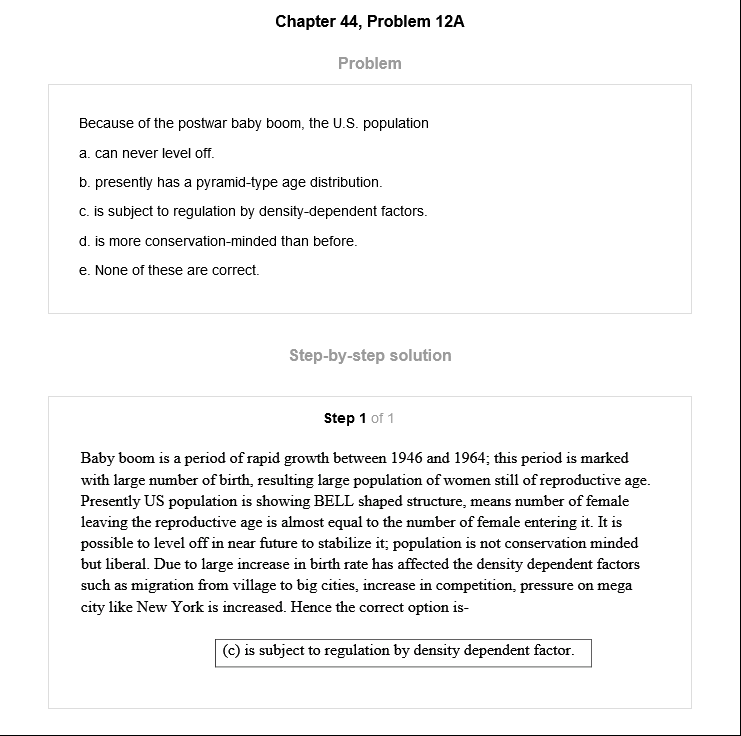 Chapter 44, Problem 12A
Problem
Because of the postwar baby boom, the U.S. population
a. can never level off.
b. presently has a pyramid-type age distribution.
c. is subject to regulation by density-dependent factors.
d. is more conservation-minded than before.
e. None of these are correct.
Step-by-step solution
Step 1 of 1
Baby boom is a period of rapid growth between 1946 and 1964; this period is marked
with large number of birth, resulting large population of women still of reproductive age.
Presently US population is showing BELL shaped structure, means number of female
leaving the reproductive age is almost equal to the number of female entering it. It is
possible to level off in near future to stabilize it; population is not conservation minded
but liberal. Due to large increase in birth rate has affected the density dependent factors
such as migration from village to big cities, increase in competition, pressure on mega
city like New York is increased. Hence the correct option is-
(c) is subject to regulation by density dependent factor.